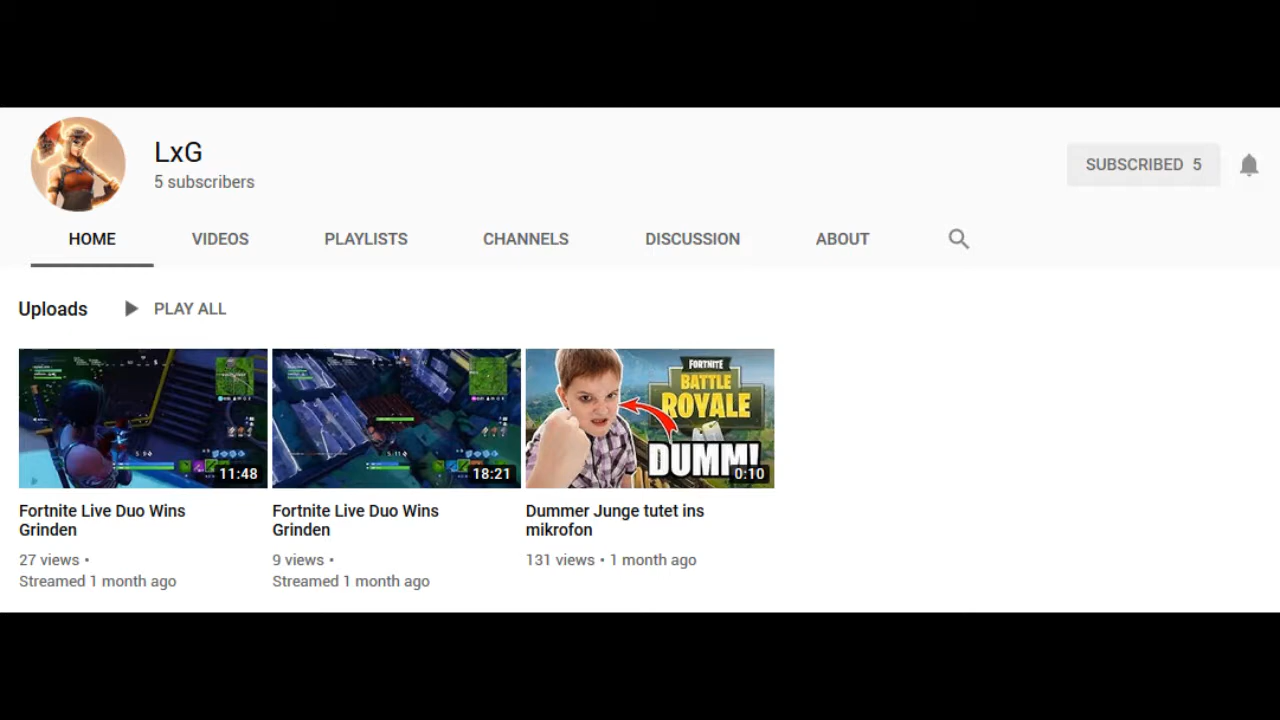 LxG
5 subscribers
SUBSCRIBED 5
HOME VIDEOS PLAYLISTS CHANNELS DISCUSSION ABOUT
Uploads PLAY ALL
11:48
18:21
FORTNITE
BATTLE
ROYALE
DUMM!
0:10
Fortnite Live Duo Wins
Grinden
27 views •
Streamed 1 month ago
Fortnite Live Duo Wins
Grinden
9 views •
Streamed 1 month ago
Dummer Junge tutet ins
mikrofon
131 views • 1 month ago